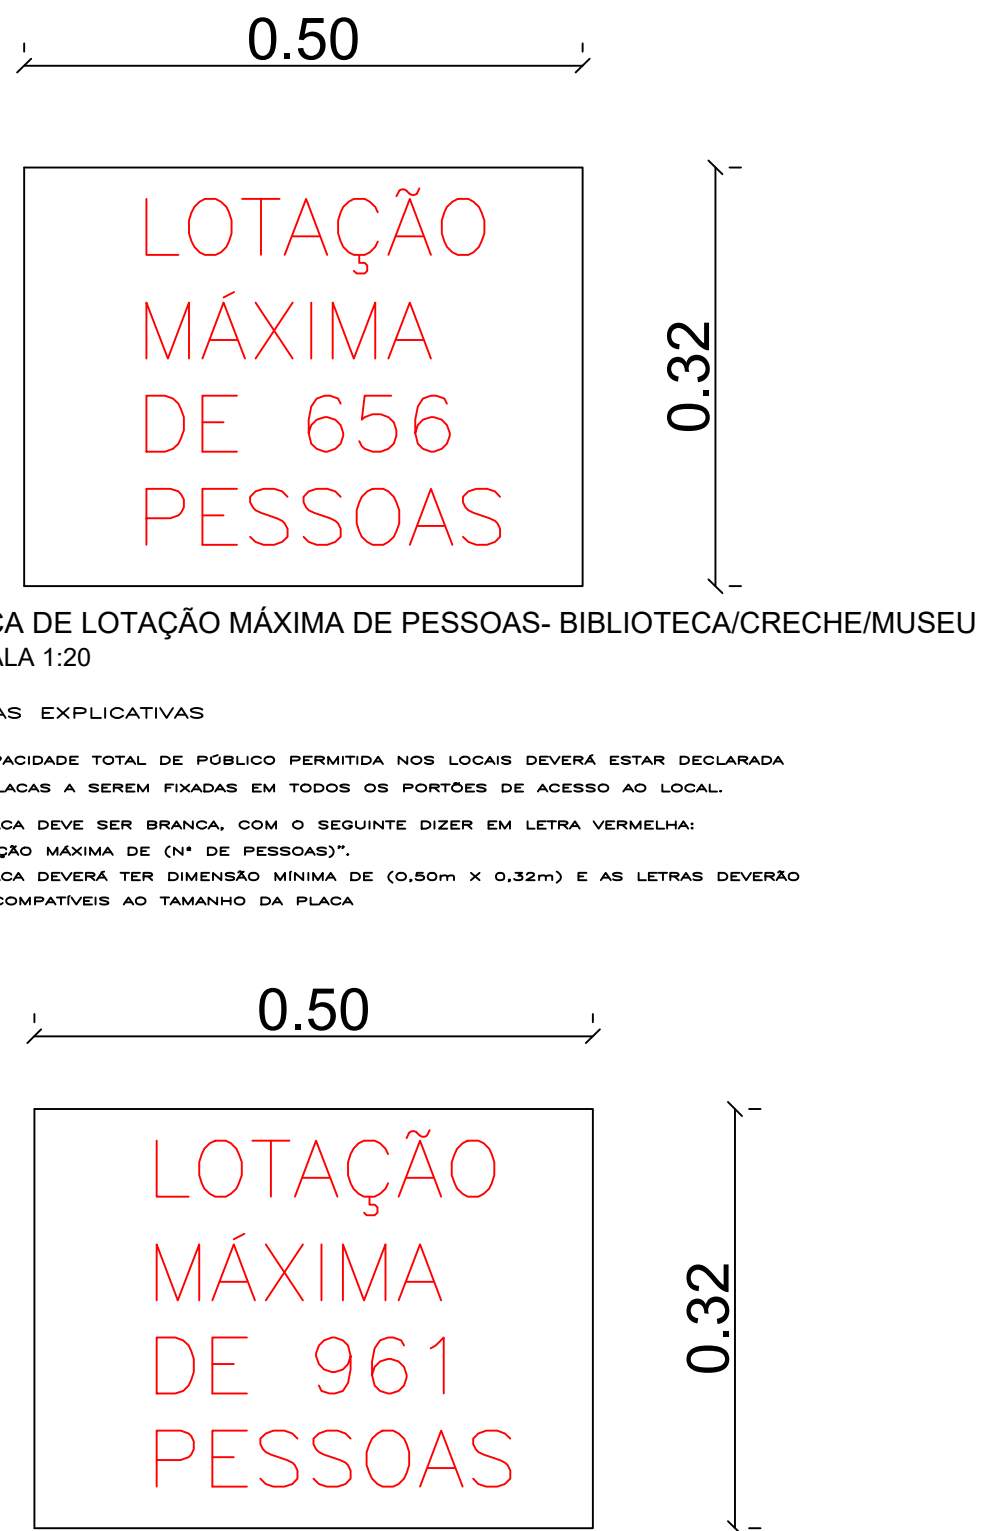 0.50
LOTAÇÃO
MÁXIMA
DE 656
PESSOAS
0.32
CA DE LOTAÇÃO MÁXIMA DE PESSOAS- BIBLIOTECA/CRECHE/MUSEU
ALA 1:20
AS EXPLICATIVAS
PACIDADE TOTAL DE PÚBLICO PERMITIDA NOS LOCAIS DEVERÁ ESTAR DECLARADA
LACAS A SEREM FIXADAS EM TODOS OS PORTÕES DE ACESSO AO LOCAL.
ACA DEVE SER BRANCA, COM O SEGUINTE DIZER EM LETRA VERMELHA:
ÇÃO MÁXIMA DE (Nº DE PESSOAS)".
ACA DEVERÁ TER DIMENSÃO MÍNIMA DE (0,50m X 0,32m) E AS LETRAS DEVERÃO
COMPATÍVEIS AO TAMANHO DA PLACA
0.50
LOTAÇÃO
MÁXIMA
DE 961
PESSOAS
0.32